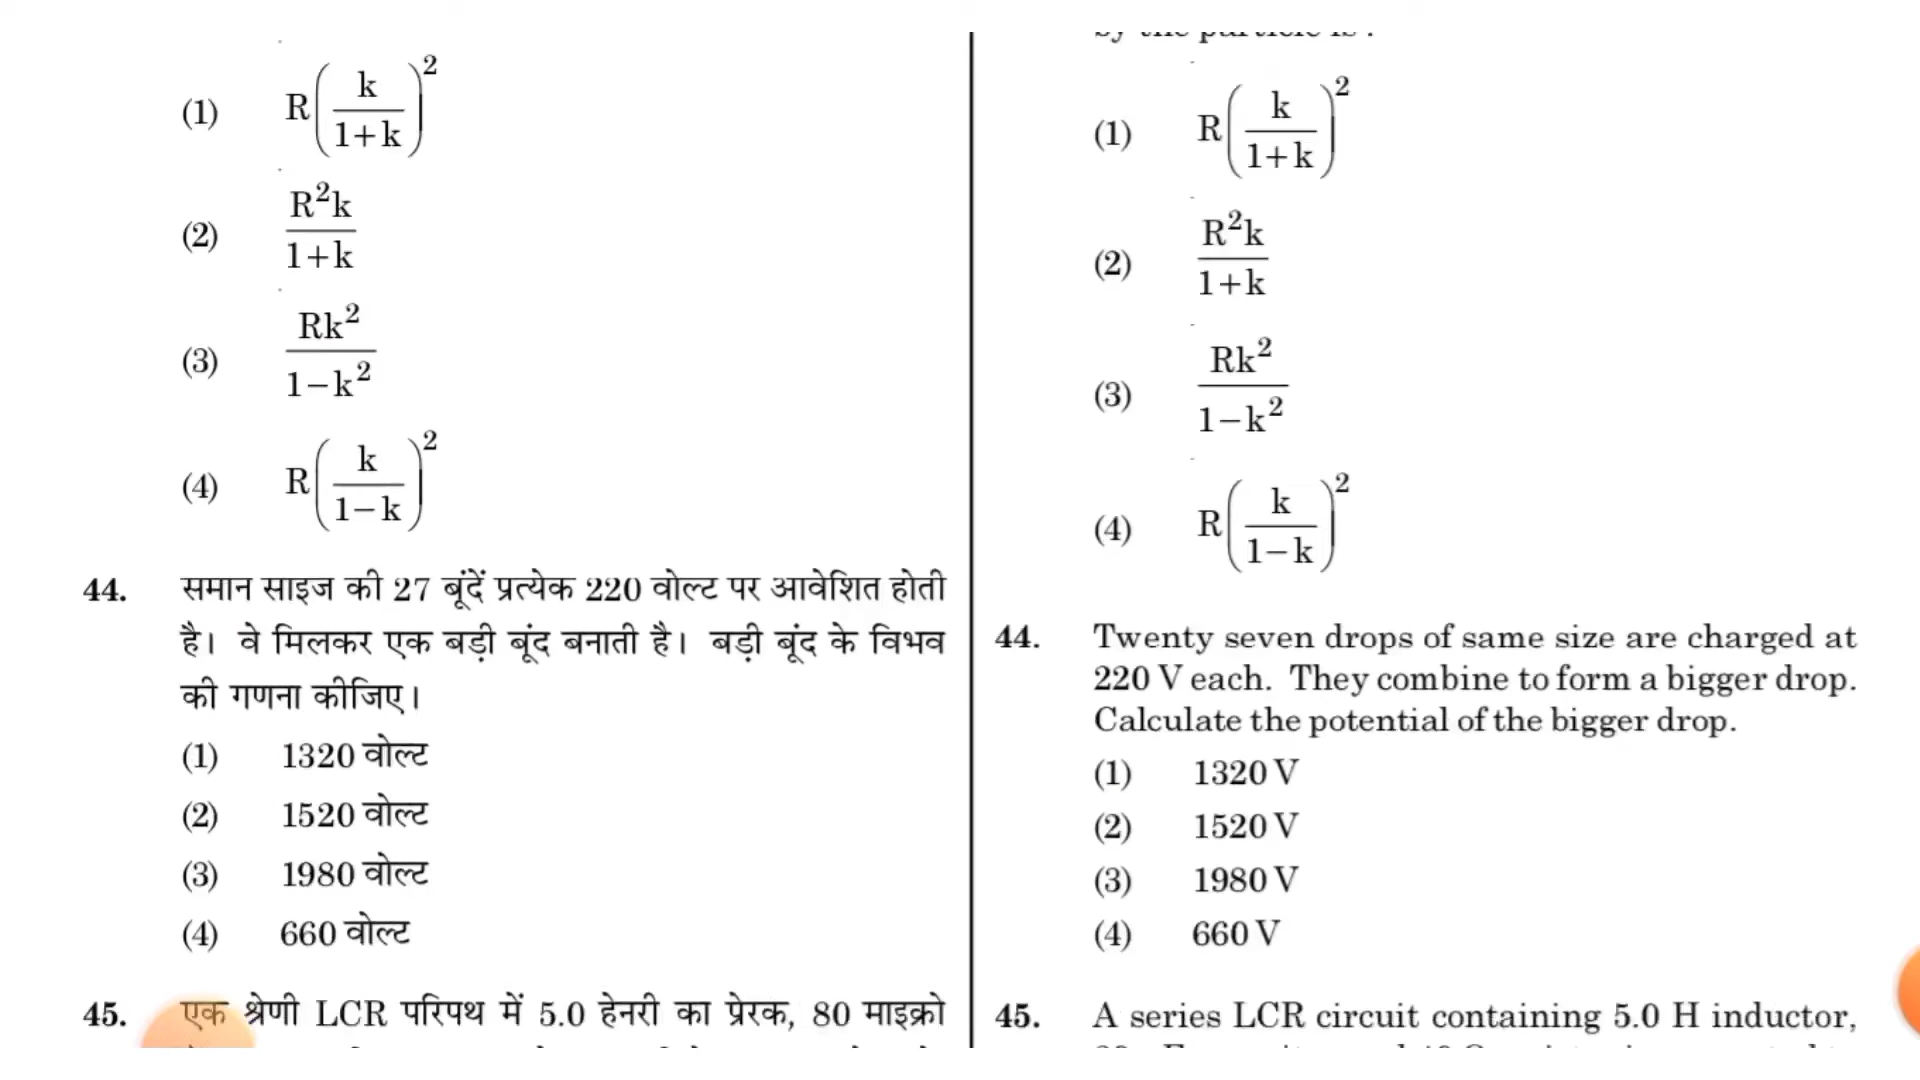 (1) R(k/1+k)²
(2) R²k/1+k
(3) Rk²/1−k²
(4) R(k/1−k)²
44. समान साइज की 27 बूंदें प्रत्येक 220 वोल्ट पर आवेशित होती
है। वे मिलकर एक बड़ी बूंद बनाती है। बड़ी बूंद के विभव
की गणना कीजिए।
(1) 1320 वोल्ट
(2) 1520 वोल्ट
(3) 1980 वोल्ट
(4) 660 वोल्ट
45. एक श्रेणी LCR परिपथ में 5.0 हेनरी का प्रेरक, 80 माइक्रो
by the particle is :
(1) R(k/1+k)²
(2) R²k/1+k
(3) Rk²/1−k²
(4) R(k/1−k)²
44. Twenty seven drops of same size are charged at
220 V each. They combine to form a bigger drop.
Calculate the potential of the bigger drop.
(1) 1320 V
(2) 1520 V
(3) 1980 V
(4) 660 V
45. A series LCR circuit containing 5.0 H inductor,